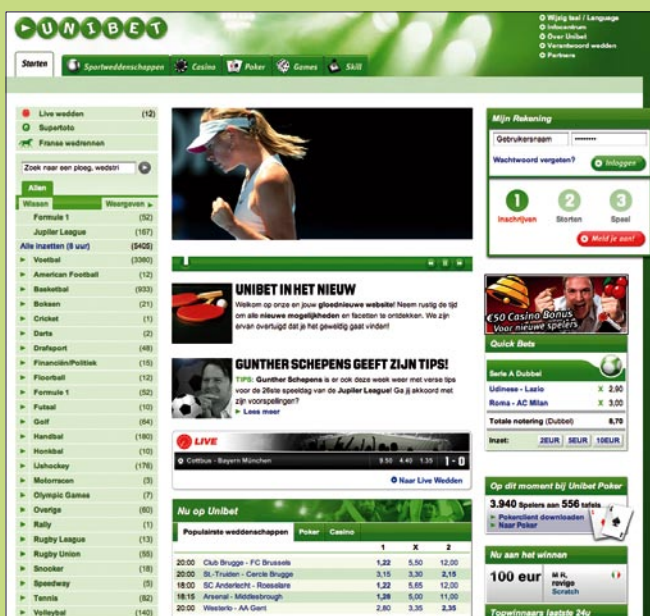 UNIBET
Wijzig taal / Language
Infocentrum
Over Unibet
Verantwoord wedden
Partners
Starten
Sportweddenschappen
Casino
Poker
Games
Skill
Live wedden (12)
Supertoto
Franse wedrennen
Zoek naar een ploeg, wedstri
Allen
Wissen Weergeven
Formule 1 (52)
Jupiler League (167)
Alle inzetten (8 uur) (5405)
Voetbal (3380)
American Football (12)
Basketbal (933)
Boksen (21)
Cricket (1)
Darts (2)
Drafsport (48)
Financiën/Politiek (15)
Floorball (12)
Formule 1 (52)
Futsal (10)
Golf (64)
Handbal (180)
Honkbal (10)
IJshockey (176)
Motorracen (3)
Olympic Games (7)
Overige (60)
Rally (1)
Rugby League (13)
Rugby Union (55)
Snooker (18)
Speedway (5)
Tennis (82)
Volleybal (140)
UNIBET IN HET NIEUW
Welkom op onze en jouw gloednieuwe website! Neem rustig de tijd
om alle nieuwe mogelijkheden en facetten te ontdekken. We zijn
ervan overtuigd dat je het geweldig gaat vinden!
GUNTHER SCHEPENS GEEFT ZIJN TIPS!
TIPS: Gunther Schepens is er ook deze week weer met verse tips
voor de 26ste speeldag van de Jupiler League! Ga jij akkoord met
zijn voorspellingen?
Lees meer
LIVE
Cottbus - Bayern München 9.50 4.40 1.35 1 - 0
Naar Live Wedden
Nu op Unibet
Populairste weddenschappen Poker Casino
1 X 2
20:00 Club Brugge - FC Brussels 1,22 5,50 12,00
20:00 St.-Truiden - Cercle Brugge 3,15 3,30 2,15
18:00 SC Anderlecht - Roeselare 1,22 5,65 12,00
18:15 Arsenal - Middlesbrough 1,28 5,00 11,00
20:00 Westerlo - AA Gent 2,80 3,35 2,35
Mijn Rekening
Gebruikersnaam ••••••••
Wachtwoord vergeten? Inloggen
1 2 3
Inschrijven Storten Speel
Meld je aan!
€50 Casino Bonus
Voor nieuwe spelers
Quick Bets
Serie A Dubbel
Udinese - Lazio X 2,90
Roma - AC Milan X 3,00
Totale notering (Dubbel) 8,70
Inzet: 2EUR 5EUR 10EUR
Op dit moment bij Unibet Poker
3.940 Spelers aan 556 tafels
Pokerclient downloaden
Naar Poker
Nu aan het winnen
100 eur M R,
rovigo
Scratch
Topwinnaars laatste 24u